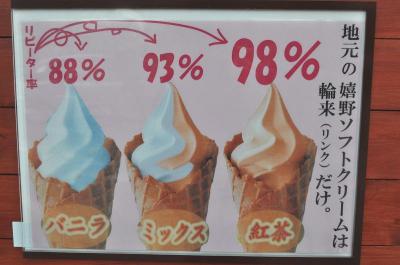 地元の嬉野ソフトクリームは
輪来(リンク)だけ。
リピーター率
88%
93%
98%
バニラ
ミックス
紅茶